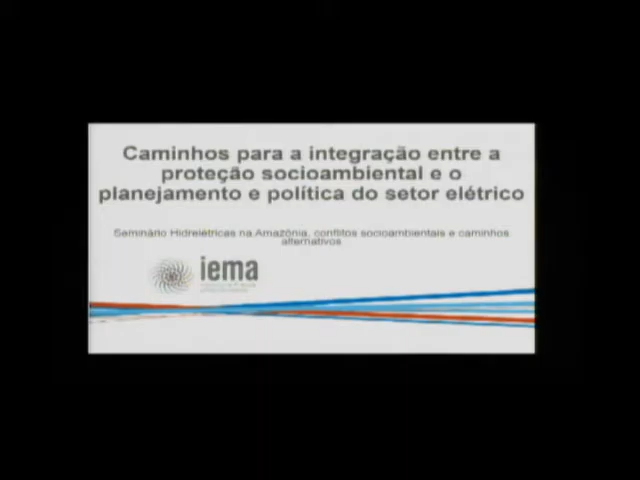 Caminhos para a integração entre a
proteção socioambiental e o
planejamento e política do setor elétrico
Seminário Hidrelétricas na Amazônia, conflitos socioambientais e caminhos
alternativos
iema